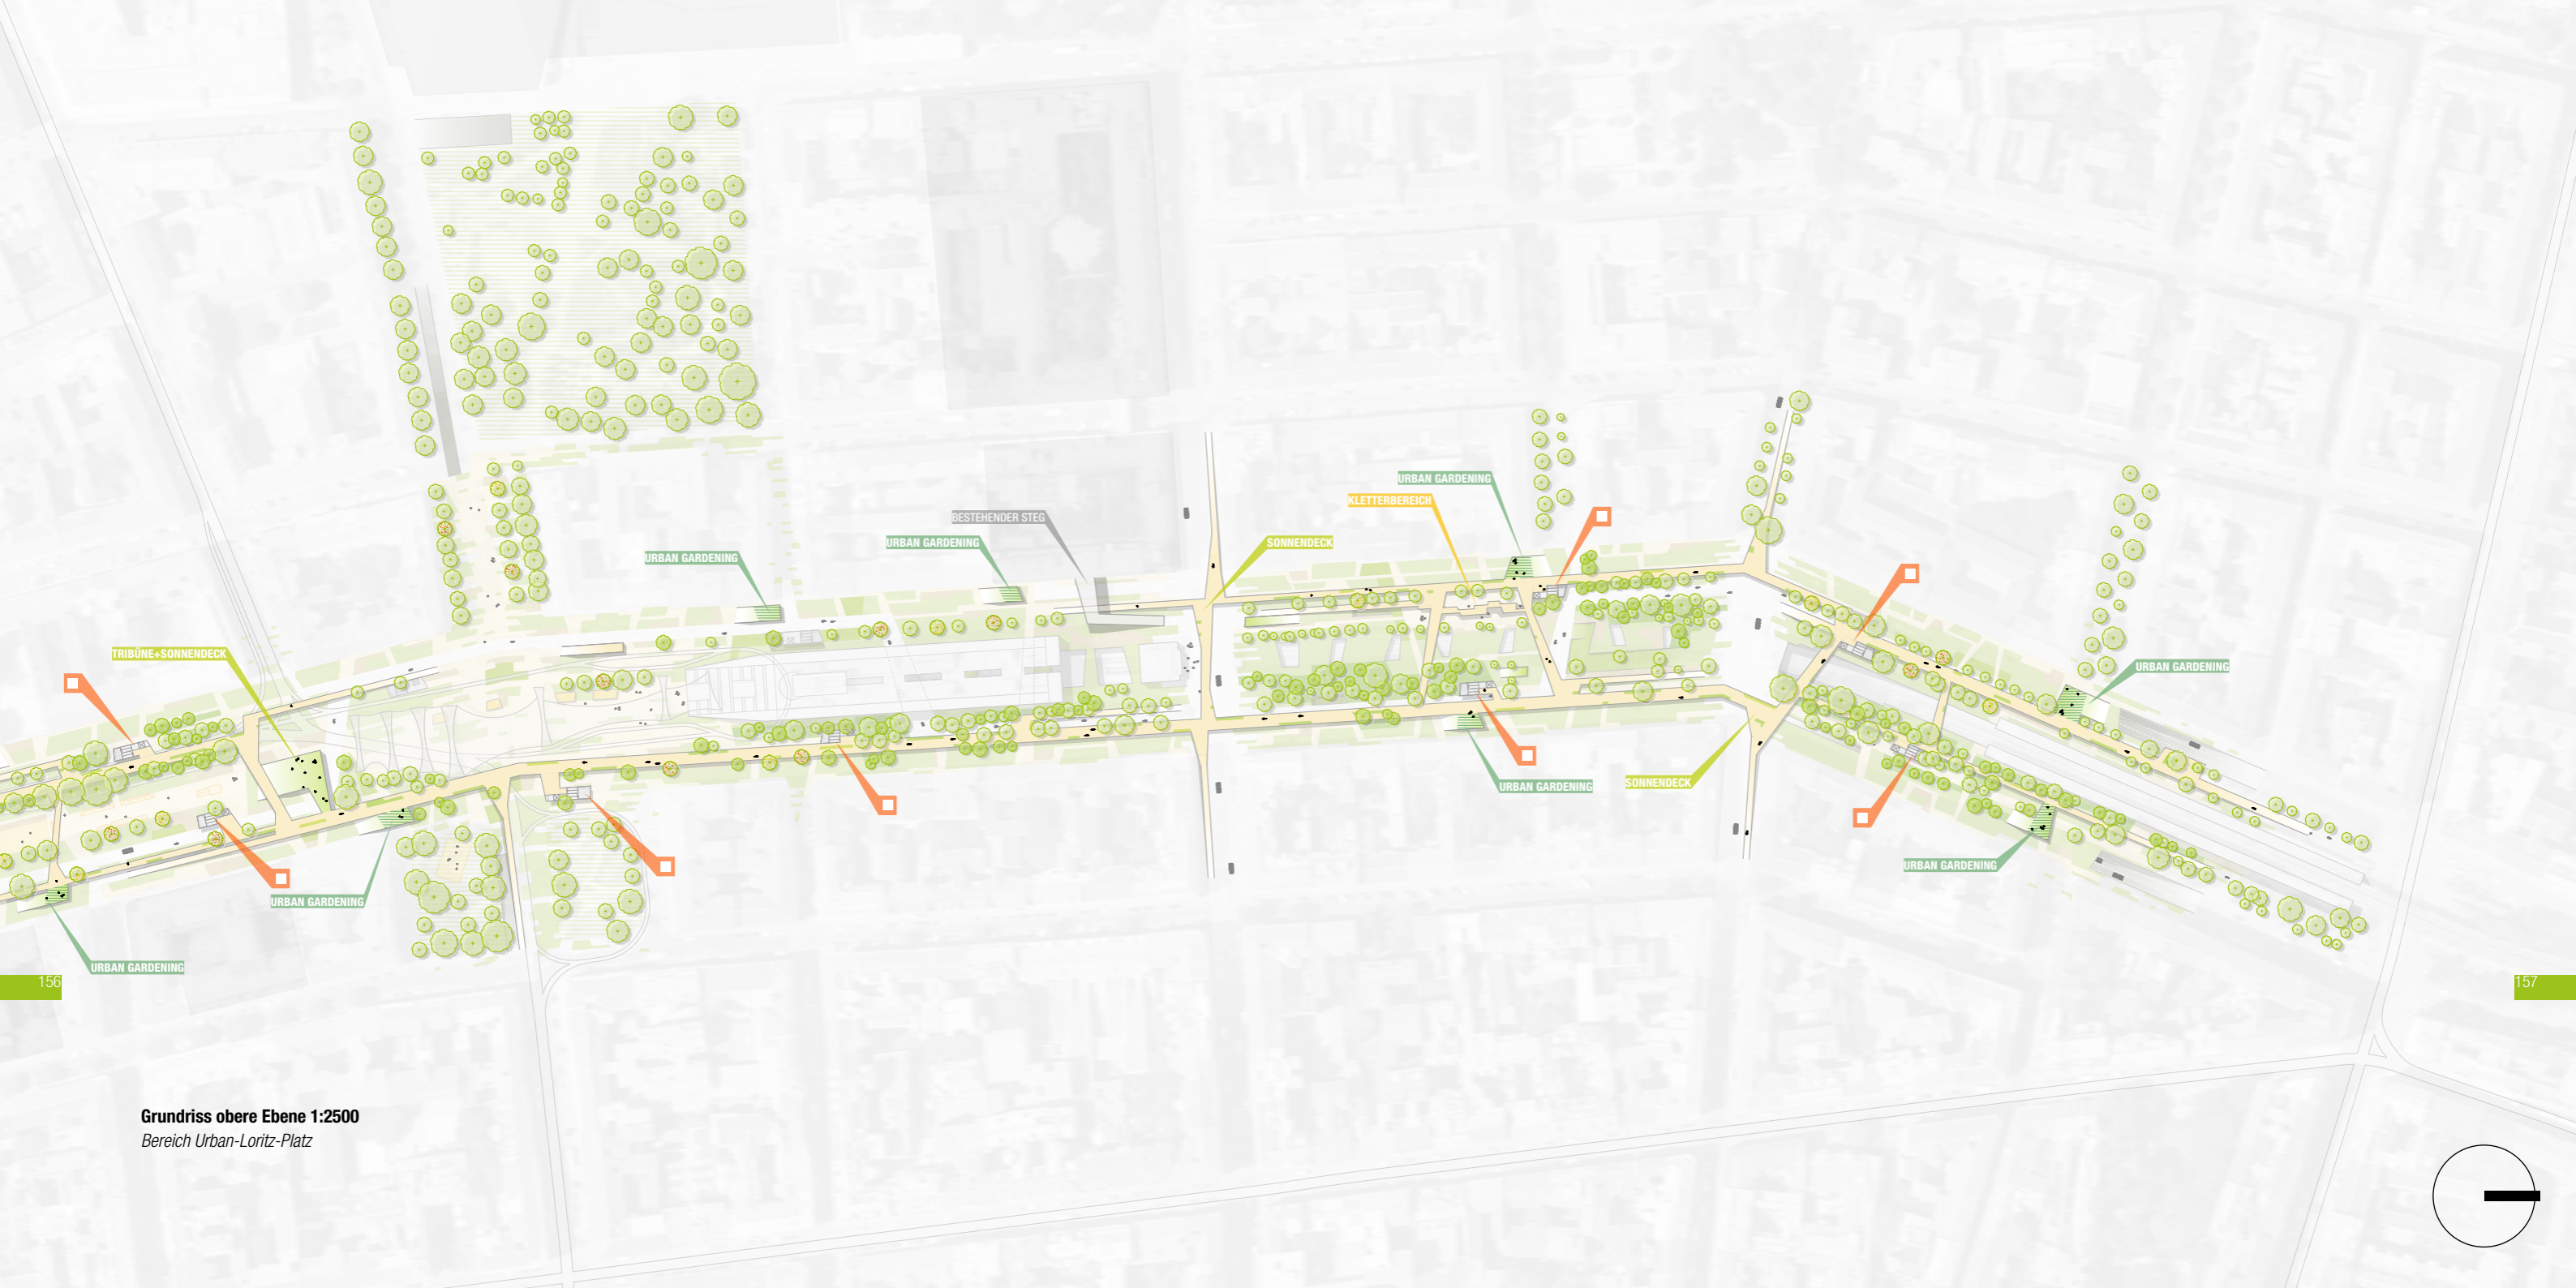 URBAN GARDENING
KLETTERBEREICH
BESTEHENDER STEG
URBAN GARDENING
SONNENDECK
URBAN GARDENING
TRIBÜNE+SONNENDECK
URBAN GARDENING
URBAN GARDENING
SONNENDECK
URBAN GARDENING
URBAN GARDENING
URBAN GARDENING
156
157
Grundriss obere Ebene 1:2500
Bereich Urban-Loritz-Platz